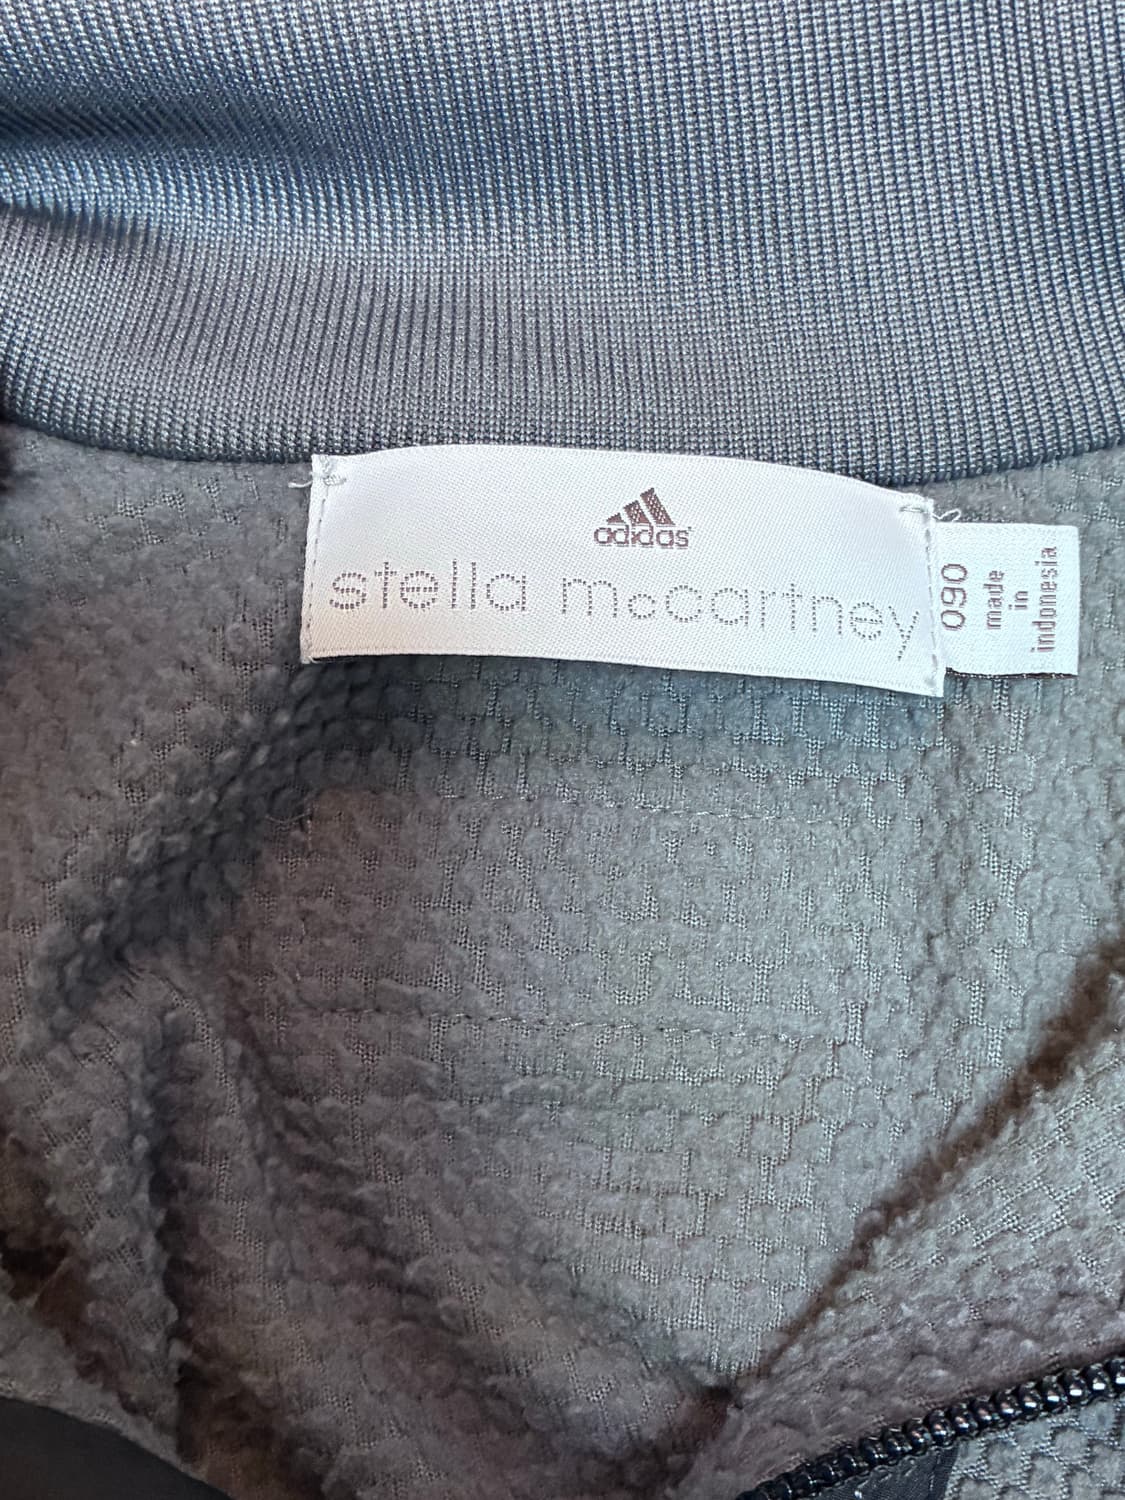 adidas
stella mccartney
090
made
in
indonesia